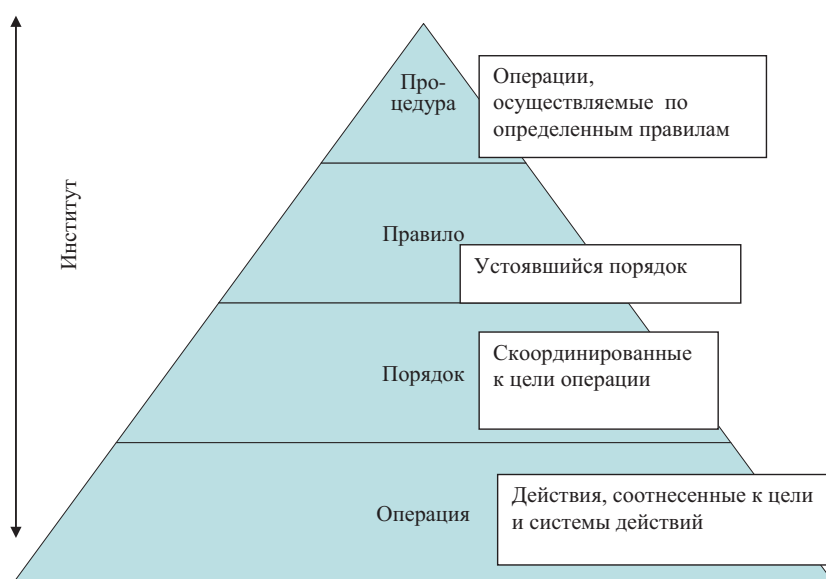 Про-
цедура
Операции,
осуществляемые по
определенным правилам
Институт
Правило
Устоявшийся порядок
Порядок
Скоординированные
к цели операции
Операция
Действия, соотнесенные к цели
и системы действий